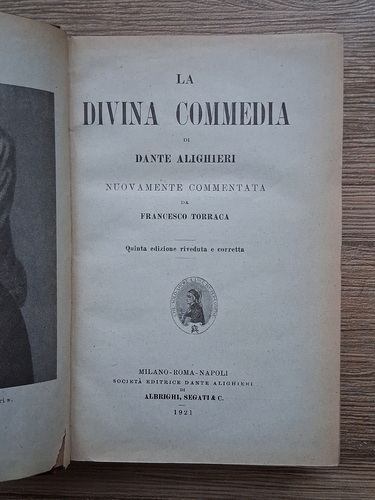 LA
DIVINA COMMEDIA
DI
DANTE ALIGHIERI
NUOVAMENTE COMMENTATA
DA
FRANCESCO TORRACA
Quinta edizione riveduta e corretta
MILANO-ROMA-NAPOLI
SOCIETÀ EDITRICE DANTE ALIGHIERI
DI
ALBRIGHI, SEGATI & C.
1921